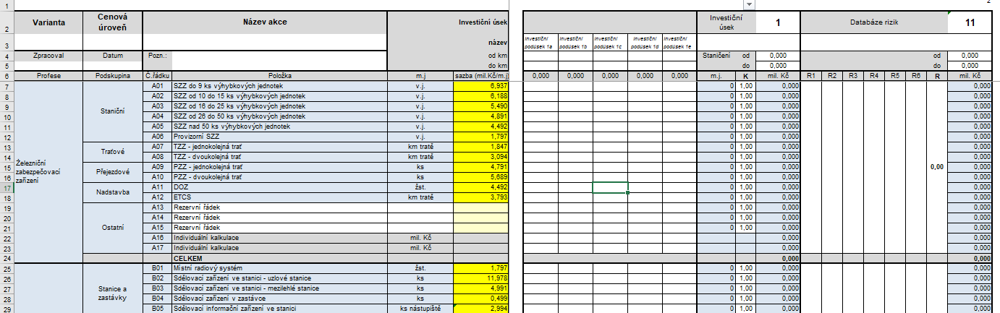 1 2
2 Varianta Cenová úroveň Název akce Investiční úsek Investiční úsek 1 Databáze rizik 11
3 název investiční podúsek 1a investiční podúsek 1b investiční podúsek 1c investiční podúsek 1d investiční podúsek 1e
4 Zpracoval Datum Pozn.: od km Staničení od 0,000 od 0,000
5 do km do 0,000 do 0,000
6 Profese Podskupina Č.řádku Položka m.j sazba (mil.Kč/m.j) 0,000 0,000 0,000 0,000 0,000 m.j. K mil. Kč R1 R2 R3 R4 R5 R6 R mil. Kč
7 A01 SZZ do 9 ks výhybkových jednotek v.j. 6,937 0 1,00 0,000 0,000
8 A02 SZZ od 10 do 15 ks výhybkových jednotek v.j. 6,188 0 1,00 0,000 0,000
9 Staniční A03 SZZ od 16 do 25 ks výhybkových jednotek v.j. 5,490 0 1,00 0,000 0,000
10 A04 SZZ od 26 do 50 ks výhybkových jednotek v.j. 4,891 0 1,00 0,000 0,000
11 A05 SZZ nad 50 ks výhybkových jednotek v.j. 4,492 0 1,00 0,000 0,000
12 A06 Provizorní SZZ v.j. 1,797 0 1,00 0,000 0,000
13 Traťové A07 TZZ - jednokolejná trať km tratě 1,847 0 1,00 0,000 0,000
14 A08 TZZ - dvoukolejná trať km tratě 3,094 0 1,00 0,000 0,000
15 Železniční zabezpečovací zařízení Přejezdové A09 PZZ - jednokolejná trať ks 4,791 0 1,00 0,000 0,00 0,000
16 A10 PZZ - dvoukolejná trať ks 5,689 0 1,00 0,000 0,000
17 Nadstavba A11 DOZ žst. 4,492 0 1,00 0,000 0,000
18 A12 ETCS km tratě 3,793 0 1,00 0,000 0,000
19 A13 Rezervní řádek 0 1,00 0,000 0,000
20 A14 Rezervní řádek 0 1,00 0,000 0,000
21 Ostatní A15 Rezervní řádek 0 1,00 0,000 0,000
22 A16 Individuální kalkulace mil. Kč 0,000 0,000
23 A17 Individuální kalkulace mil. Kč 0,000 0,000
24 CELKEM 0,000 0,000
25 B01 Místní radiový systém žst. 1,797 0 1,00 0,000 0,000
26 B02 Sdělovací zařízení ve stanici - uzlové stanice ks 11,978 0 1,00 0,000 0,000
27 Stanice a zastávky B03 Sdělovací zařízení ve stanici - mezilehlé stanice ks 4,991 0 1,00 0,000 0,000
28 B04 Sdělovací zařízení v zastávce ks 0,499 0 1,00 0,000 0,000
29 B05 Sdělovací informační zařízení ve stanici ks nástupiště 2,994 0 1,00 0,000 0,000